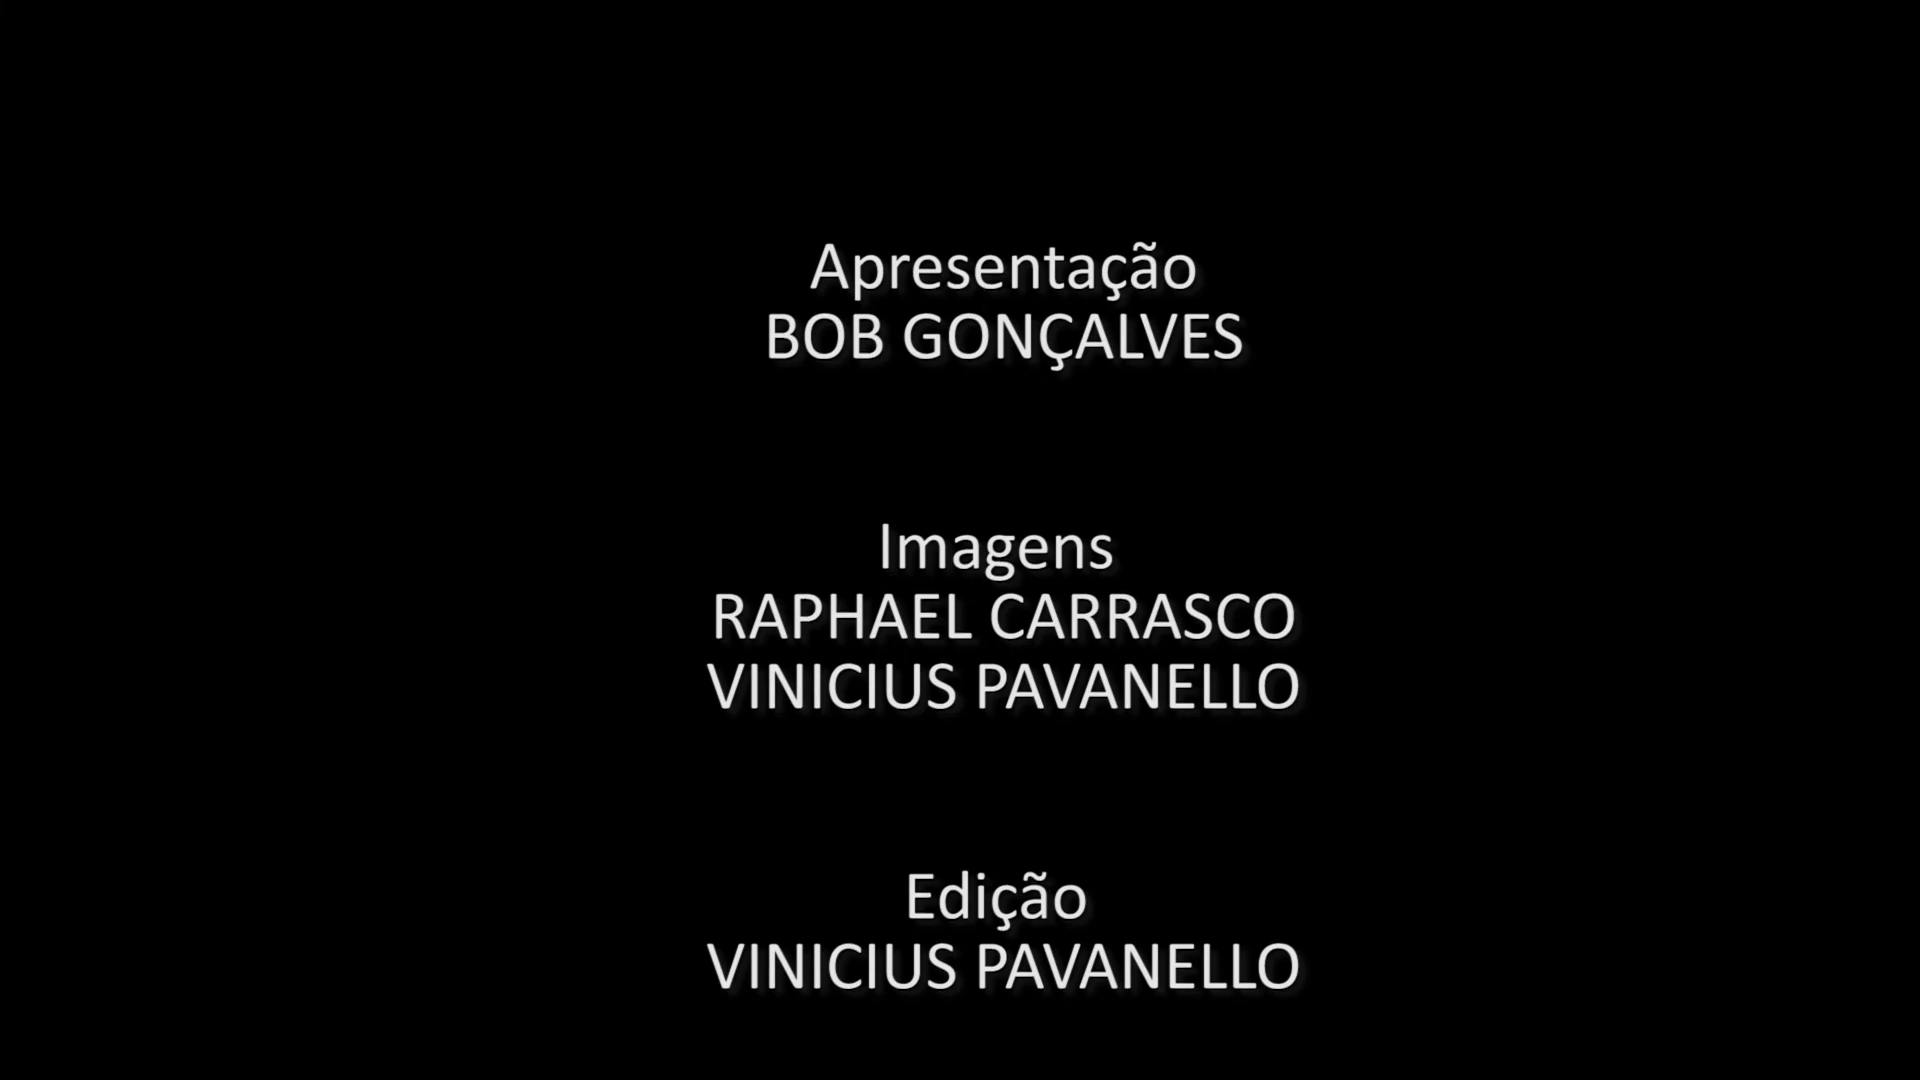 Apresentação
BOB GONÇALVES
Imagens
RAPHAEL CARRASCO
VINICIUS PAVANELLO
Edição
VINICIUS PAVANELLO